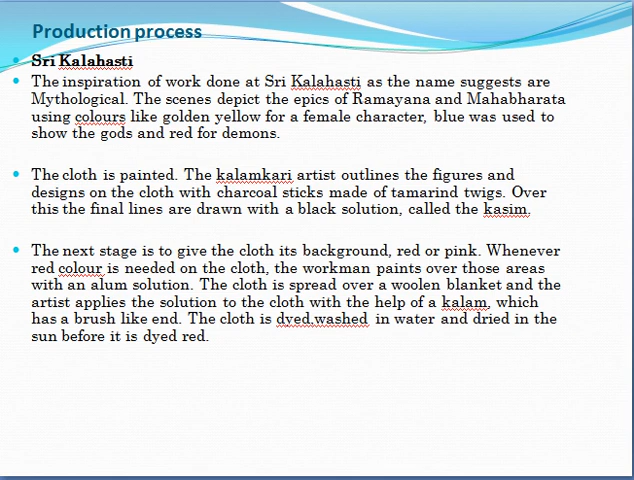 Production process
Sri Kalahasti
The inspiration of work done at Sri Kalahasti as the name suggests are
Mythological. The scenes depict the epics of Ramayana and Mahabharata
using colours like golden yellow for a female character, blue was used to
show the gods and red for demons.
The cloth is painted. The kalamkari artist outlines the figures and
designs on the cloth with charcoal sticks made of tamarind twigs. Over
this the final lines are drawn with a black solution, called the kasim.
The next stage is to give the cloth its background, red or pink. Whenever
red colour is needed on the cloth, the workman paints over those areas
with an alum solution. The cloth is spread over a woolen blanket and the
artist applies the solution to the cloth with the help of a kalam, which
has a brush like end. The cloth is dyed,washed in water and dried in the
sun before it is dyed red.